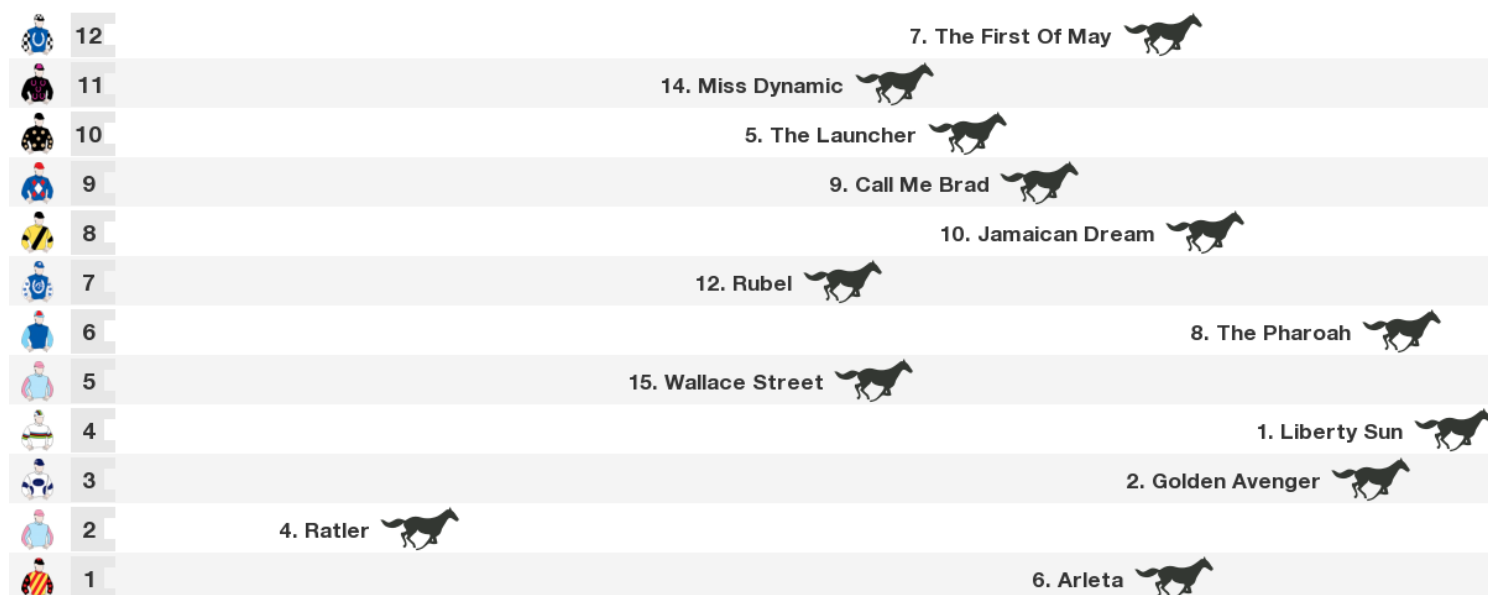 12 7. The First Of May
11 14. Miss Dynamic
10 5. The Launcher
9 9. Call Me Brad
8 10. Jamaican Dream
7 12. Rubel
6 8. The Pharoah
5 15. Wallace Street
4 1. Liberty Sun
3 2. Golden Avenger
2 4. Ratler
1 6. Arleta